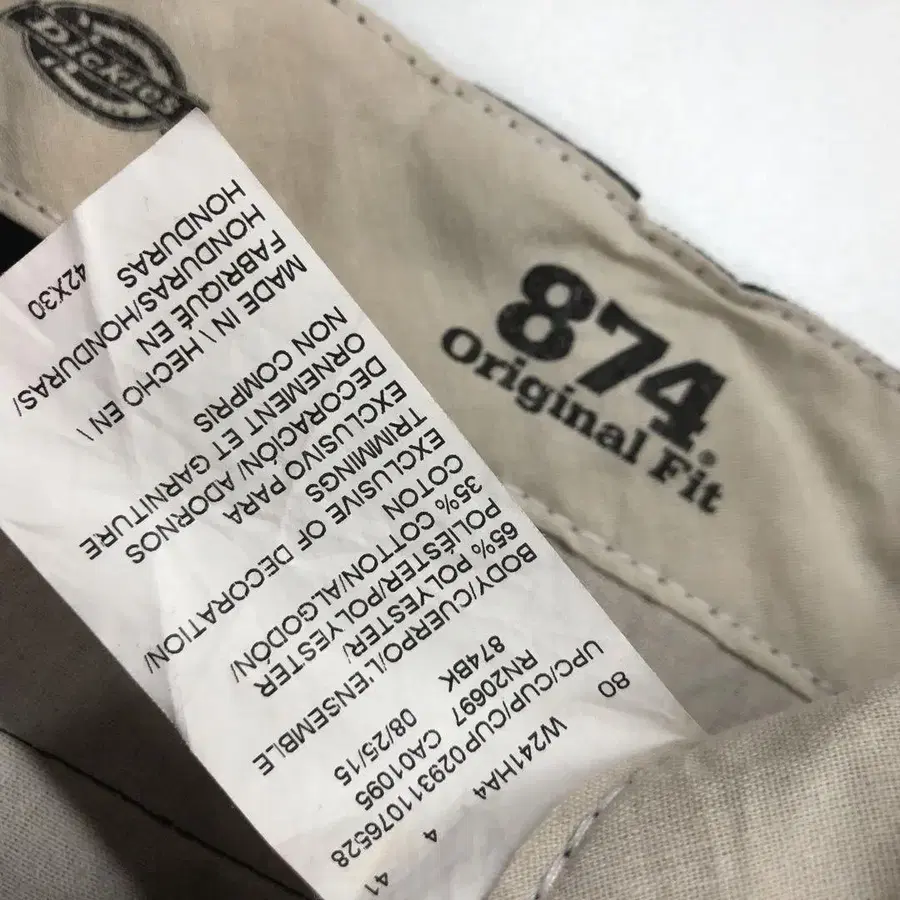 Dickies
874®
Original Fit
80 W241HA4 4 41
UPC/CUP/CUP029311076528
RN20697 CA01095
874BK 08/25/15
BODY/CUERPO/L'ENSEMBLE
65% POLYESTER/
POLIÉSTER/POLYESTER
35% COTTON/ALGODÓN/
COTON
EXCLUSIVE OF DECORATION/
TRIMMINGS
EXCLUSIVO PARA
DECORACIÓN/ ADORNOS
ORNEMENT ET GARNITURE
NON COMPRIS
MADE IN \ HECHO EN \
FABRIQUÉ EN
HONDURAS/HONDURAS/
HONDURAS
42X30